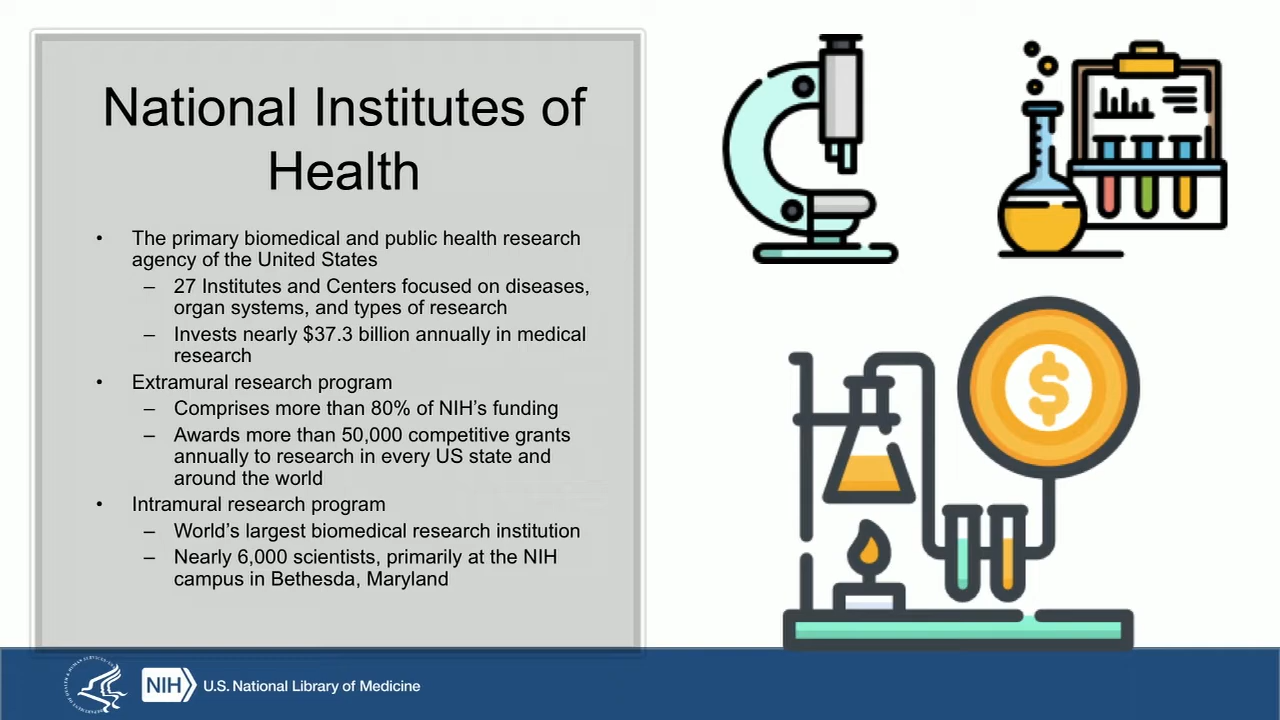 National Institutes of
Health
• The primary biomedical and public health research
agency of the United States
– 27 Institutes and Centers focused on diseases,
organ systems, and types of research
– Invests nearly $37.3 billion annually in medical
research
• Extramural research program
– Comprises more than 80% of NIH’s funding
– Awards more than 50,000 competitive grants
annually to research in every US state and
around the world
• Intramural research program
– World’s largest biomedical research institution
– Nearly 6,000 scientists, primarily at the NIH
campus in Bethesda, Maryland
$
NIH U.S. National Library of Medicine